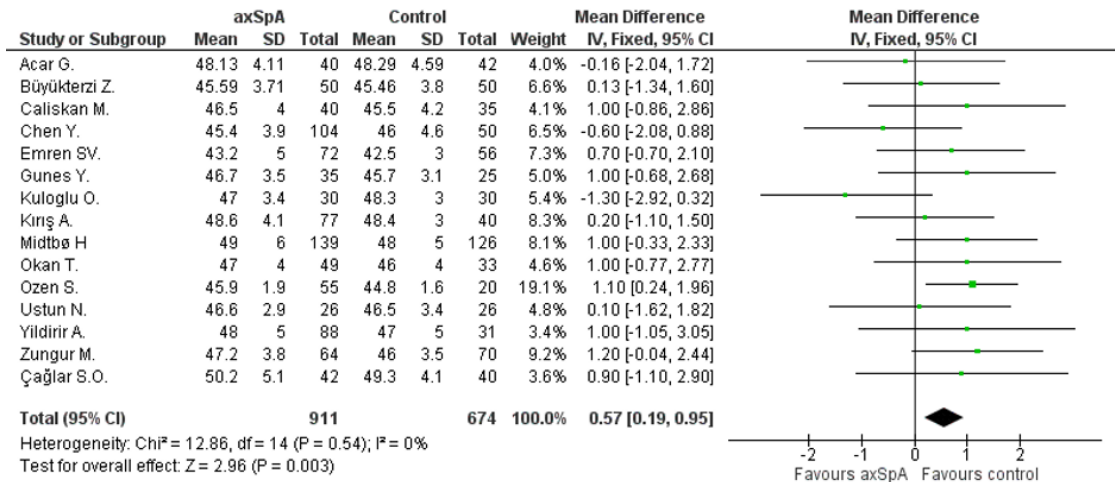 axSpA Control Mean Difference Mean Difference
Study or Subgroup Mean SD Total Mean SD Total Weight IV, Fixed, 95% CI IV, Fixed, 95% CI
Acar G. 48.13 4.11 40 48.29 4.59 42 4.0% -0.16 [-2.04, 1.72]
Büyükterzi Z. 45.59 3.71 50 45.46 3.8 50 6.6% 0.13 [-1.34, 1.60]
Caliskan M. 46.5 4 40 45.5 4.2 35 4.1% 1.00 [-0.86, 2.86]
Chen Y. 45.4 3.9 104 46 4.6 50 6.5% -0.60 [-2.08, 0.88]
Emren SV. 43.2 5 72 42.5 3 56 7.3% 0.70 [-0.70, 2.10]
Gunes Y. 46.7 3.5 35 45.7 3.1 25 5.0% 1.00 [-0.68, 2.68]
Kuloglu O. 47 3.4 30 48.3 3 30 5.4% -1.30 [-2.92, 0.32]
Kırış A. 48.6 4.1 77 48.4 3 40 8.3% 0.20 [-1.10, 1.50]
Midtbø H 49 6 139 48 5 126 8.1% 1.00 [-0.33, 2.33]
Okan T. 47 4 49 46 4 33 4.6% 1.00 [-0.77, 2.77]
Ozen S. 45.9 1.9 55 44.8 1.6 20 19.1% 1.10 [0.24, 1.96]
Ustun N. 46.6 2.9 26 46.5 3.4 26 4.8% 0.10 [-1.62, 1.82]
Yildirir A. 48 5 88 47 5 31 3.4% 1.00 [-1.05, 3.05]
Zungur M. 47.2 3.8 64 46 3.5 70 9.2% 1.20 [-0.04, 2.44]
Çağlar S.O. 50.2 5.1 42 49.3 4.1 40 3.6% 0.90 [-1.10, 2.90]
Total (95% CI) 911 674 100.0% 0.57 [0.19, 0.95]
Heterogeneity: Chi² = 12.86, df = 14 (P = 0.54); I² = 0%
Test for overall effect: Z = 2.96 (P = 0.003)
-2 -1 0 1 2
Favours axSpA Favours control